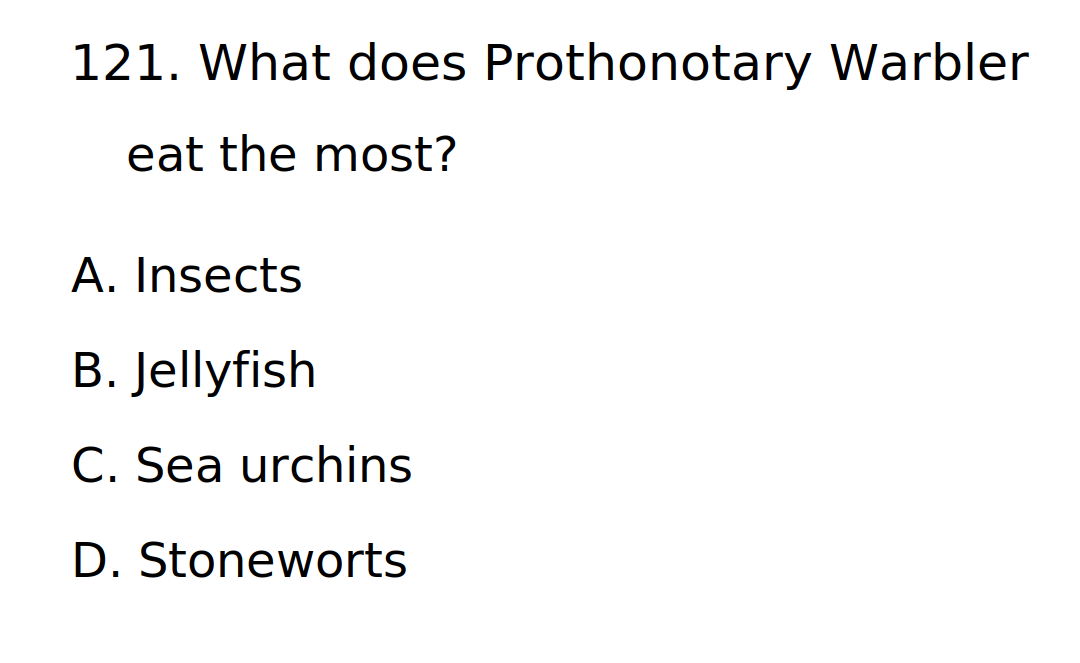 121. What does Prothonotary Warbler
eat the most?
A. Insects
B. Jellyfish
C. Sea urchins
D. Stoneworts